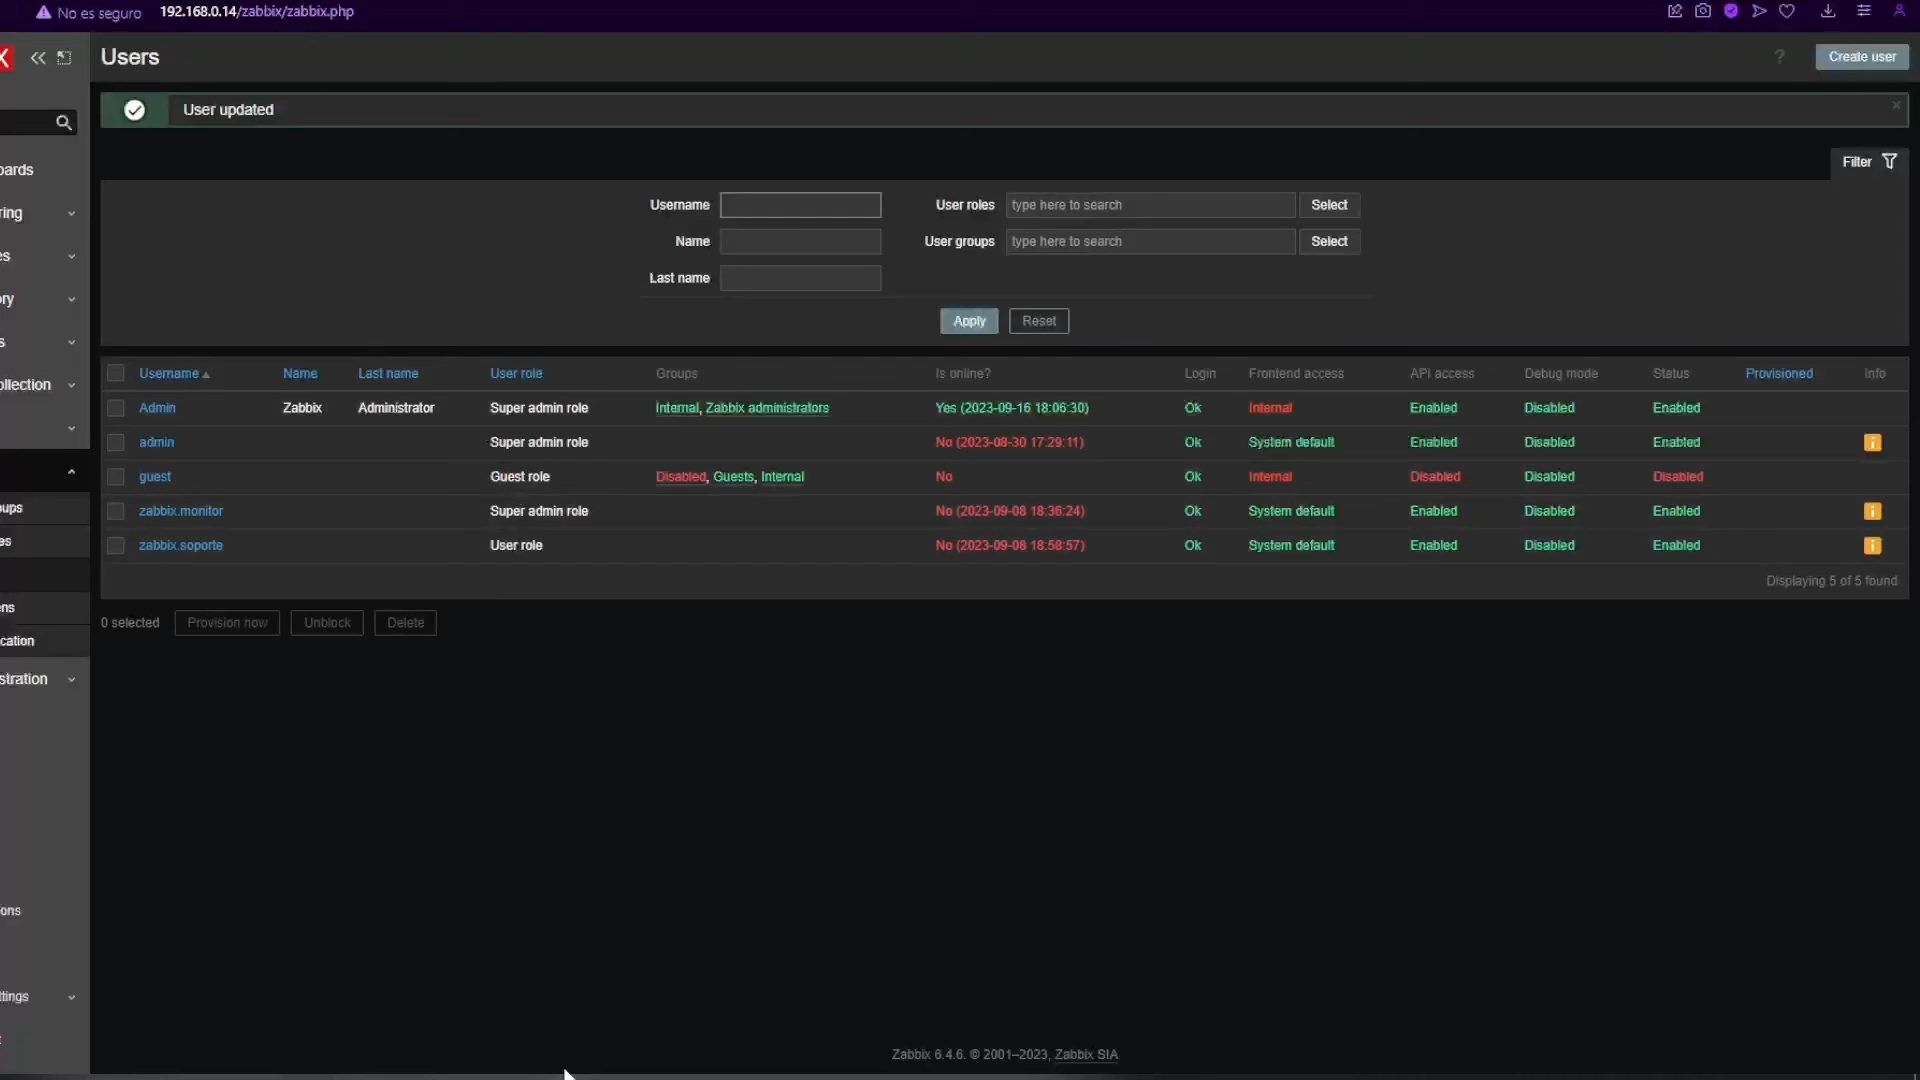 No es seguro 192.168.0.14/zabbix/zabbix.php
X
Users
?
Create user
User updated
Filter
Username
User roles type here to search Select
Name
User groups type here to search Select
Last name
Apply Reset
Username Name Last name User role Groups Is online? Login Frontend access API access Debug mode Status Provisioned Info
Admin Zabbix Administrator Super admin role Internal, Zabbix administrators Yes (2023-09-16 18:06:30) Ok Internal Enabled Disabled Enabled
admin Super admin role No (2023-08-30 17:29:11) Ok System default Enabled Disabled Enabled i
guest Guest role Disabled, Guests, Internal No Ok Internal Disabled Disabled Disabled
zabbix.monitor Super admin role No (2023-09-08 18:36:24) Ok System default Enabled Disabled Enabled i
zabbix.soporte User role No (2023-09-08 18:58:57) Ok System default Enabled Disabled Enabled i
Displaying 5 of 5 found
0 selected Provision now Unblock Delete
oards
ring
es
ory
s
ollection
oups
es
ens
cation
stration
ons
ttings
Zabbix 6.4.6. © 2001–2023, Zabbix SIA